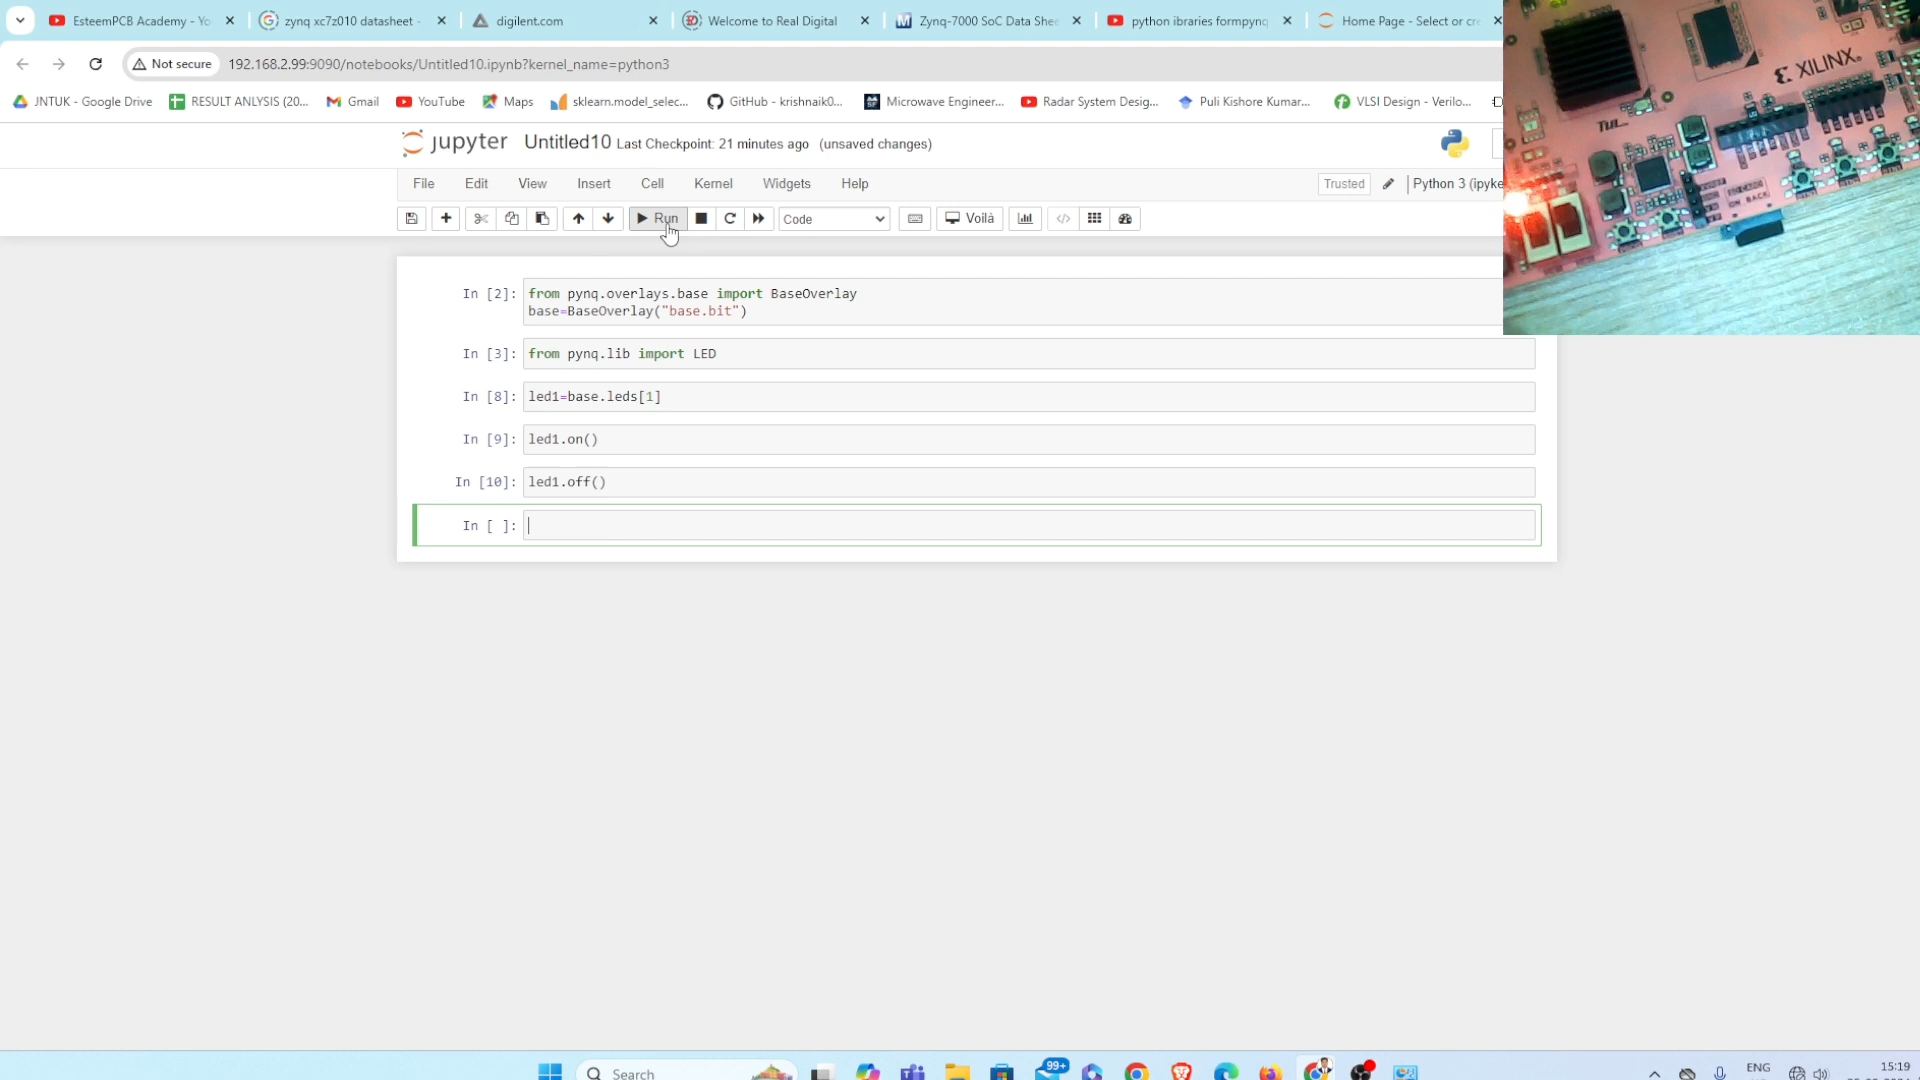 EsteemPCB Academy - Yo
zynq xc7z010 datasheet -
digilent.com
Welcome to Real Digital
Zynq-7000 SoC Data Shee
python ibraries formpynq
Home Page - Select or cre
Not secure
192.168.2.99:9090/notebooks/Untitled10.ipynb?kernel_name=python3
JNTUK - Google Drive
RESULT ANLYSIS (20...
Gmail
YouTube
Maps
sklearn.model_selec...
GitHub - krishnaik0...
Microwave Engineer...
Radar System Desig...
Puli Kishore Kumar...
VLSI Design - Verilo...
jupyter Untitled10 Last Checkpoint: 21 minutes ago (unsaved changes)
File Edit View Insert Cell Kernel Widgets Help
Trusted
Python 3 (ipyke
Run
Code
Voilà
In [2]: from pynq.overlays.base import BaseOverlay
base=BaseOverlay("base.bit")
In [3]: from pynq.lib import LED
In [8]: led1=base.leds[1]
In [9]: led1.on()
In [10]: led1.off()
In [ ]:
XILINX
TUL
ON BACK
Search
99+
ENG
15:19